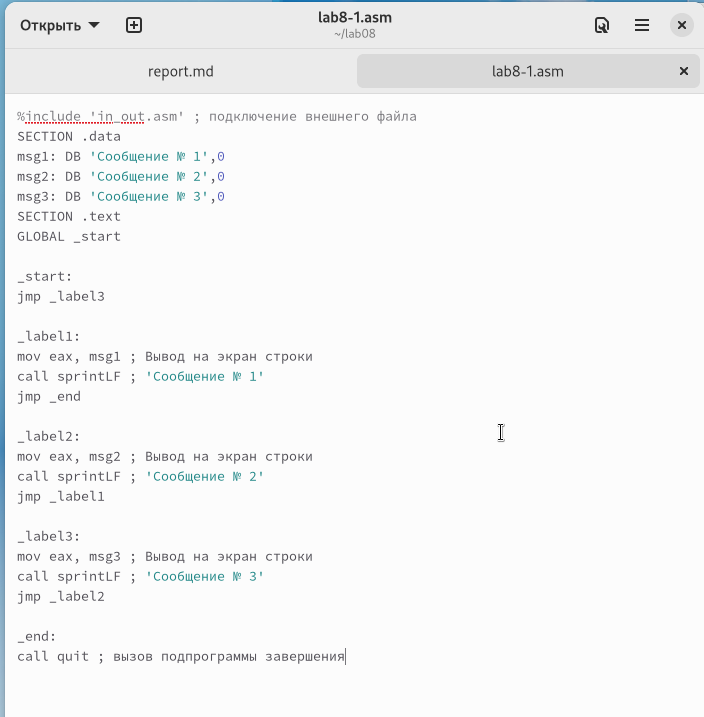 Открыть
lab8-1.asm
~/lab08
report.md
lab8-1.asm
%include 'in_out.asm' ; подключение внешнего файла
SECTION .data
msg1: DB 'Сообщение № 1',0
msg2: DB 'Сообщение № 2',0
msg3: DB 'Сообщение № 3',0
SECTION .text
GLOBAL _start
_start:
jmp _label3
_label1:
mov eax, msg1 ; Вывод на экран строки
call sprintLF ; 'Сообщение № 1'
jmp _end
_label2:
mov eax, msg2 ; Вывод на экран строки
call sprintLF ; 'Сообщение № 2'
jmp _label1
_label3:
mov eax, msg3 ; Вывод на экран строки
call sprintLF ; 'Сообщение № 3'
jmp _label2
_end:
call quit ; вызов подпрограммы завершения